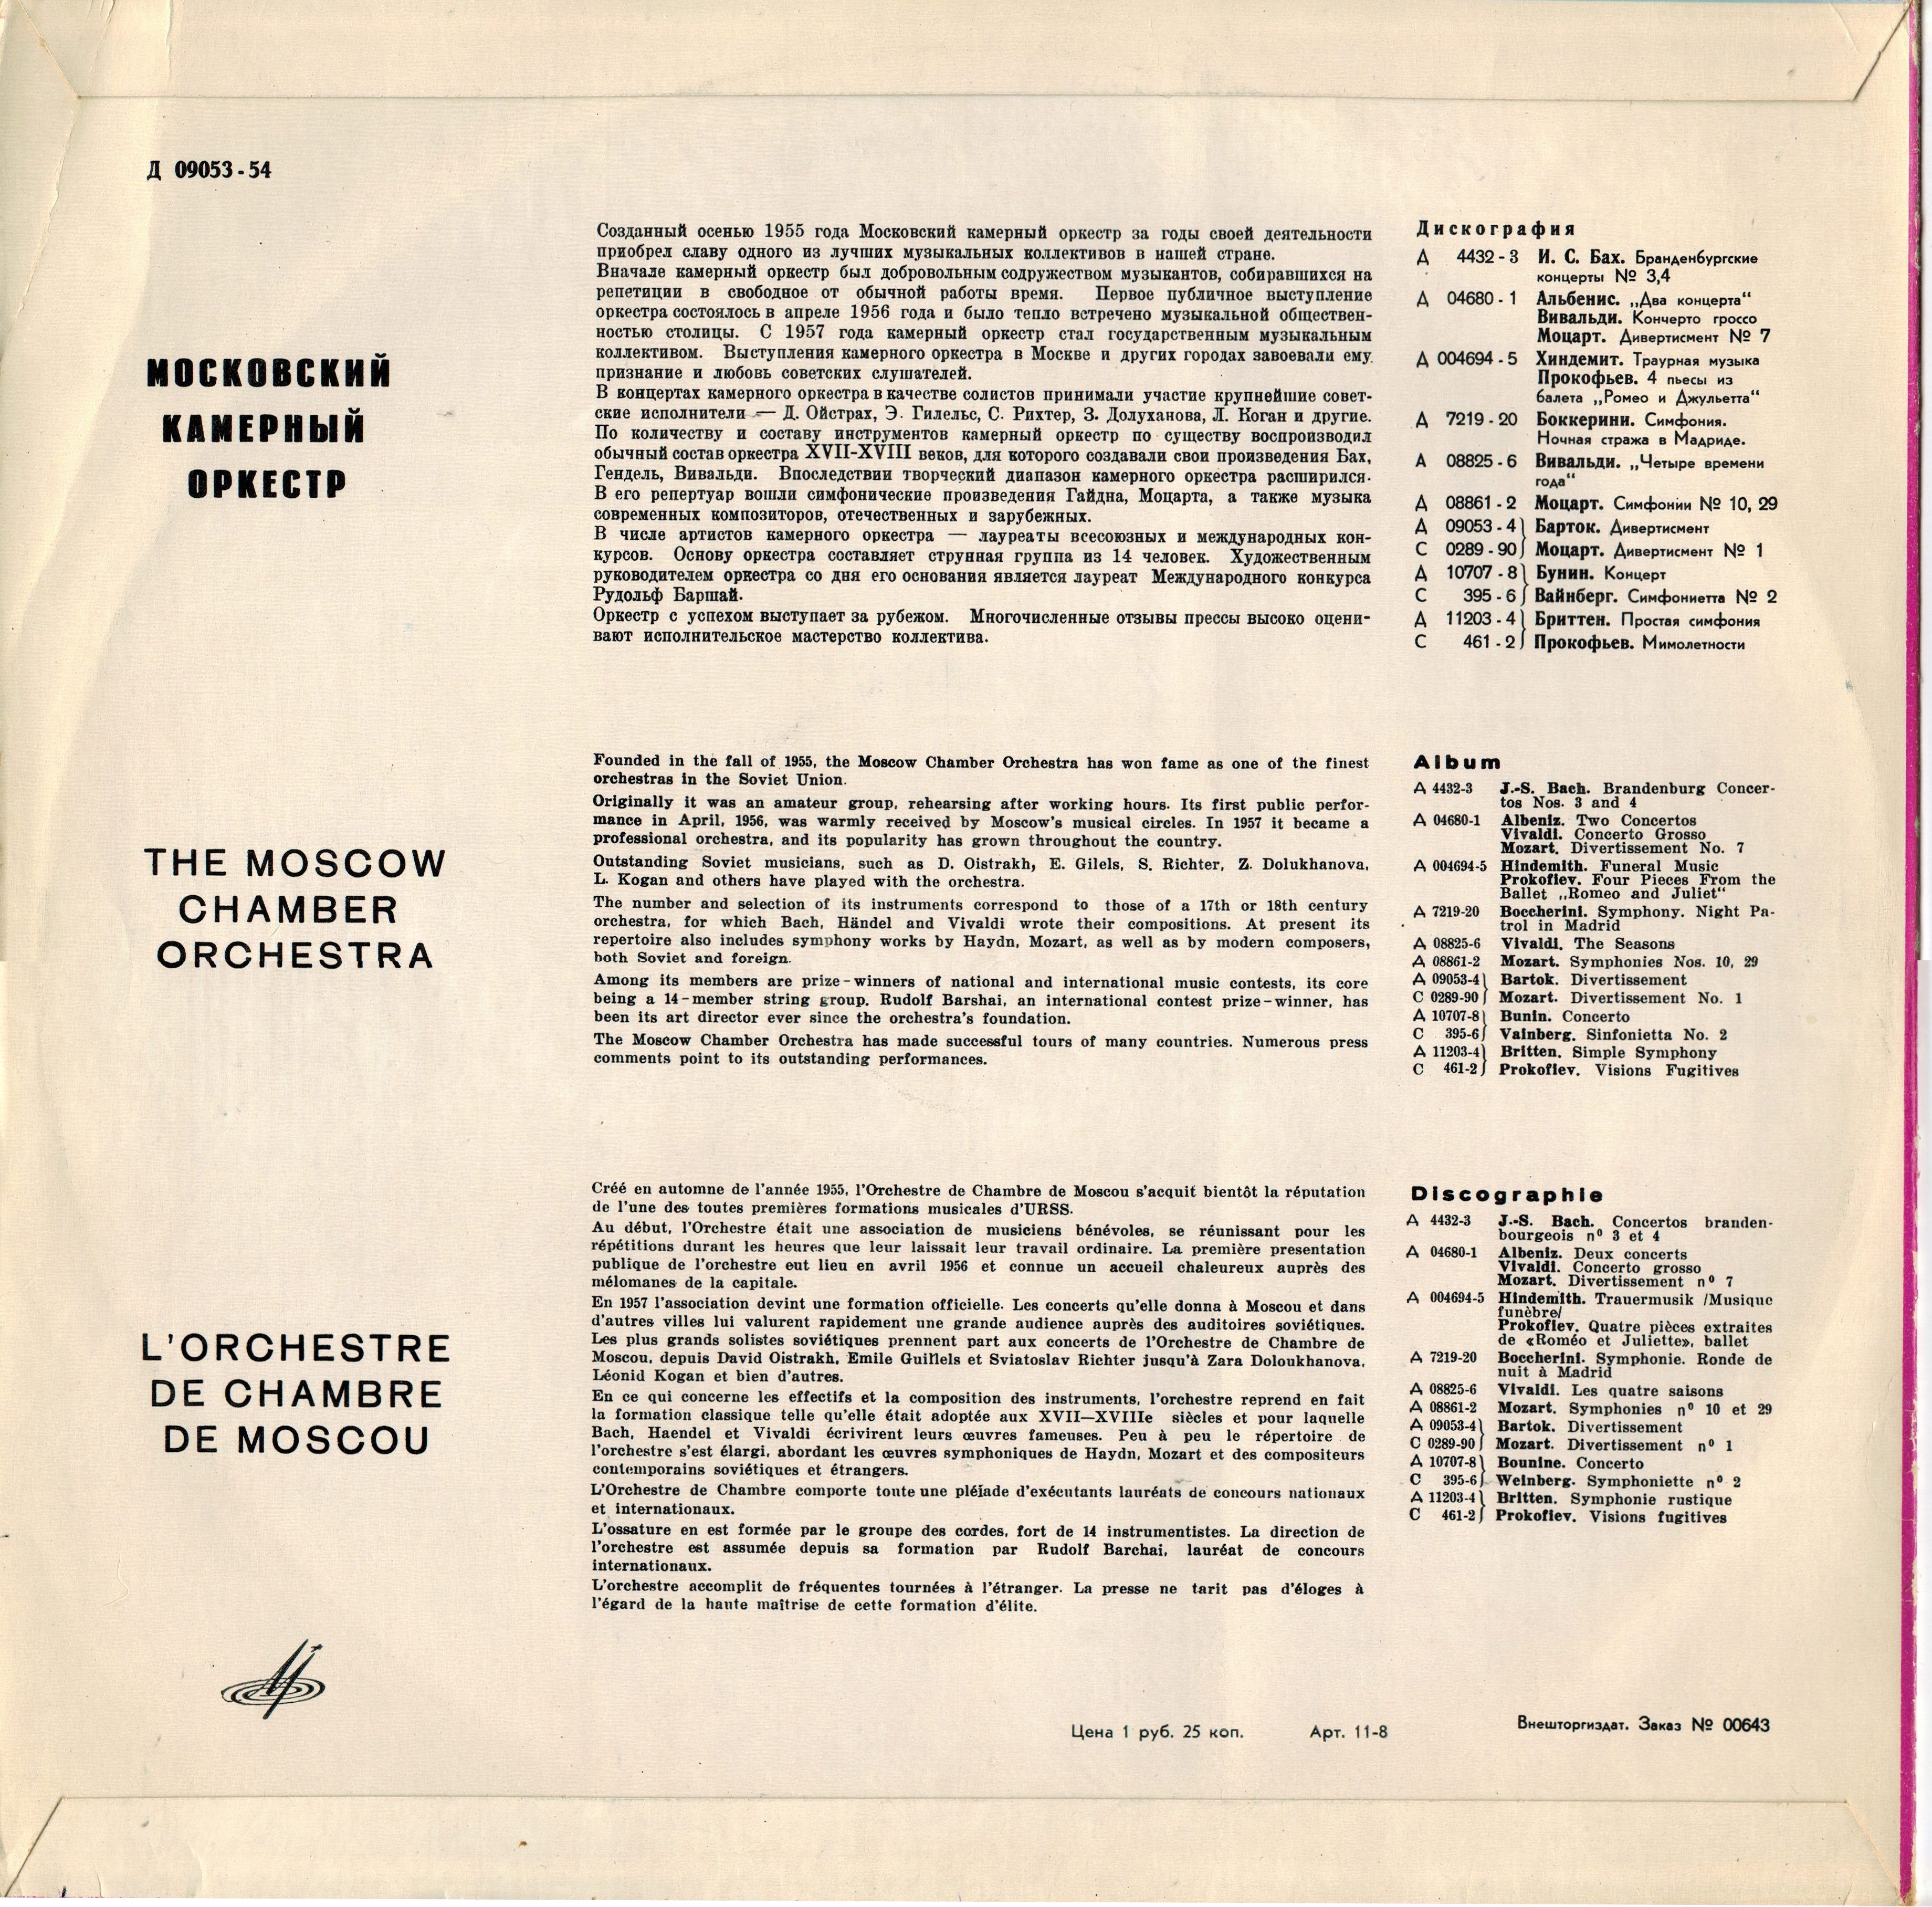 Д 09053-54
МОСКОВСКИЙ
КАМЕРНЫЙ
ОРКЕСТР
Созданный осенью 1955 года Московский камерный оркестр за годы своей деятельности
приобрел славу одного из лучших музыкальных коллективов в нашей стране.
Вначале камерный оркестр был добровольным содружеством музыкантов, собиравшихся на
репетиции в свободное от обычной работы время. Первое публичное выступление
оркестра состоялось в апреле 1956 года и было тепло встречено музыкальной обществен-
ностью столицы. С 1957 года камерный оркестр стал государственным музыкальным
коллективом. Выступления камерного оркестра в Москве и других городах завоевали ему
признание и любовь советских слушателей.
В концертах камерного оркестра в качестве солистов принимали участие крупнейшие совет-
ские исполнители — Д. Ойстрах, Э. Гилельс, С. Рихтер, З. Долуханова, Л. Коган и другие.
По количеству и составу инструментов камерный оркестр по существу воспроизводил
обычный состав оркестра XVII-XVIII веков, для которого создавали свои произведения Бах,
Гендель, Вивальди. Впоследствии творческий диапазон камерного оркестра расширился.
В его репертуар вошли симфонические произведения Гайдна, Моцарта, а также музыка
современных композиторов, отечественных и зарубежных.
В числе артистов камерного оркестра — лауреаты всесоюзных и международных кон-
курсов. Основу оркестра составляет струнная группа из 14 человек. Художественным
руководителем оркестра со дня его основания является лауреат Международного конкурса
Рудольф Баршай.
Оркестр с успехом выступает за рубежом. Многочисленные отзывы прессы высоко оцени-
вают исполнительское мастерство коллектива.
Дискография
Д 4432-3 И. С. Бах. Бранденбургские
концерты № 3,4
Д 04680-1 Альбенис. „Два концерта“
Вивальди. Кончерто гроссо
Моцарт. Дивертисмент № 7
Д 004694-5 Хиндемит. Траурная музыка
Прокофьев. 4 пьесы из
балета „Ромео и Джульетта“
Д 7219-20 Боккерини. Симфония.
Ночная стража в Мадриде.
Д 08825-6 Вивальди. „Четыре времени
года“
Д 08861-2 Моцарт. Симфонии № 10, 29
Д 09053-4} Барток. Дивертисмент
С 0289-90} Моцарт. Дивертисмент № 1
Д 10707-8} Бунин. Концерт
С 395-6} Вайнберг. Симфониетта № 2
Д 11203-4} Бриттен. Простая симфония
С 461-2} Прокофьев. Мимолетности
THE MOSCOW
CHAMBER
ORCHESTRA
Founded in the fall of 1955, the Moscow Chamber Orchestra has won fame as one of the finest
orchestras in the Soviet Union.
Originally it was an amateur group, rehearsing after working hours. Its first public perfor-
mance in April, 1956, was warmly received by Moscow's musical circles. In 1957 it became a
professional orchestra, and its popularity has grown throughout the country.
Outstanding Soviet musicians, such as D. Oistrakh, E. Gilels, S. Richter, Z. Dolukhanova,
L. Kogan and others have played with the orchestra.
The number and selection of its instruments correspond to those of a 17th or 18th century
orchestra, for which Bach, Händel and Vivaldi wrote their compositions. At present its
repertoire also includes symphony works by Haydn, Mozart, as well as by modern composers,
both Soviet and foreign.
Among its members are prize-winners of national and international music contests, its core
being a 14-member string group. Rudolf Barshai, an international contest prize-winner, has
been its art director ever since the orchestra's foundation.
The Moscow Chamber Orchestra has made successful tours of many countries. Numerous press
comments point to its outstanding performances.
Album
Д 4432-3 J.-S. Bach. Brandenburg Concer-
tos Nos. 3 and 4
Д 04680-1 Albeniz. Two Concertos
Vivaldi. Concerto Grosso
Mozart. Divertissement No. 7
Д 004694-5 Hindemith. Funeral Music
Prokofiev. Four Pieces From the
Ballet „Romeo and Juliet“
Д 7219-20 Boccherini. Symphony. Night Pa-
trol in Madrid
Д 08825-6 Vivaldi. The Seasons
Д 08861-2 Mozart. Symphonies Nos. 10, 29
Д 09053-4} Bartok. Divertissement
C 0289-90} Mozart. Divertissement No. 1
Д 10707-8} Bunin. Concerto
C 395-6} Vainberg. Sinfonietta No. 2
Д 11203-4} Britten. Simple Symphony
C 461-2} Prokofiev. Visions Fugitives
L'ORCHESTRE
DE CHAMBRE
DE MOSCOU
Créé en automne de l'année 1955, l'Orchestre de Chambre de Moscou s'acquit bientôt la réputation
de l'une des toutes premières formations musicales d'URSS.
Au début, l'Orchestre était une association de musiciens bénévoles, se réunissant pour les
répétitions durant les heures que leur laissait leur travail ordinaire. La première presentation
publique de l'orchestre eut lieu en avril 1956 et connue un accueil chaleureux auprès des
mélomanes de la capitale.
En 1957 l'association devint une formation officielle. Les concerts qu'elle donna à Moscou et dans
d'autres villes lui valurent rapidement une grande audience auprès des auditoires soviétiques.
Les plus grands solistes soviétiques prennent part aux concerts de l'Orchestre de Chambre de
Moscou, depuis David Oistrakh, Emile Guillels et Sviatoslav Richter jusqu'à Zara Doloukhanova,
Léonid Kogan et bien d'autres.
En ce qui concerne les effectifs et la composition des instruments, l'orchestre reprend en fait
la formation classique telle qu'elle était adoptée aux XVII—XVIIIe siècles et pour laquelle
Bach, Haendel et Vivaldi écrivirent leurs œuvres fameuses. Peu à peu le répertoire de
l'orchestre s'est élargi, abordant les œuvres symphoniques de Haydn, Mozart et des compositeurs
contemporains soviétiques et étrangers.
L'Orchestre de Chambre comporte toute une pléiade d'exécutants lauréats de concours nationaux
et internationaux.
L'ossature en est formée par le groupe des cordes, fort de 14 instrumentistes. La direction de
l'orchestre est assumée depuis sa formation par Rudolf Barchai, lauréat de concours
internationaux.
L'orchestre accomplit de fréquentes tournées à l'étranger. La presse ne tarit pas d'éloges à
l'égard de la haute maîtrise de cette formation d'élite.
Discographie
Д 4432-3 J.-S. Bach. Concertos branden-
bourgeois nº 3 et 4
Д 04680-1 Albeniz. Deux concerts
Vivaldi. Concerto grosso
Mozart. Divertissement nº 7
Д 004694-5 Hindemith. Trauermusik /Musique
funèbre/
Prokofiev. Quatre pièces extraites
de «Roméo et Juliette», ballet
Д 7219-20 Boccherini. Symphonie. Ronde de
nuit à Madrid
Д 08825-6 Vivaldi. Les quatre saisons
Д 08861-2 Mozart. Symphonies nº 10 et 29
Д 09053-4} Bartok. Divertissement
C 0289-90} Mozart. Divertissement nº 1
Д 10707-8} Bounine. Concerto
C 395-6} Weinberg. Symphoniette nº 2
Д 11203-4} Britten. Symphonie rustique
C 461-2} Prokofiev. Visions fugitives
Цена 1 руб. 25 коп. Арт. 11-8
Внешторгиздат. Заказ № 00643